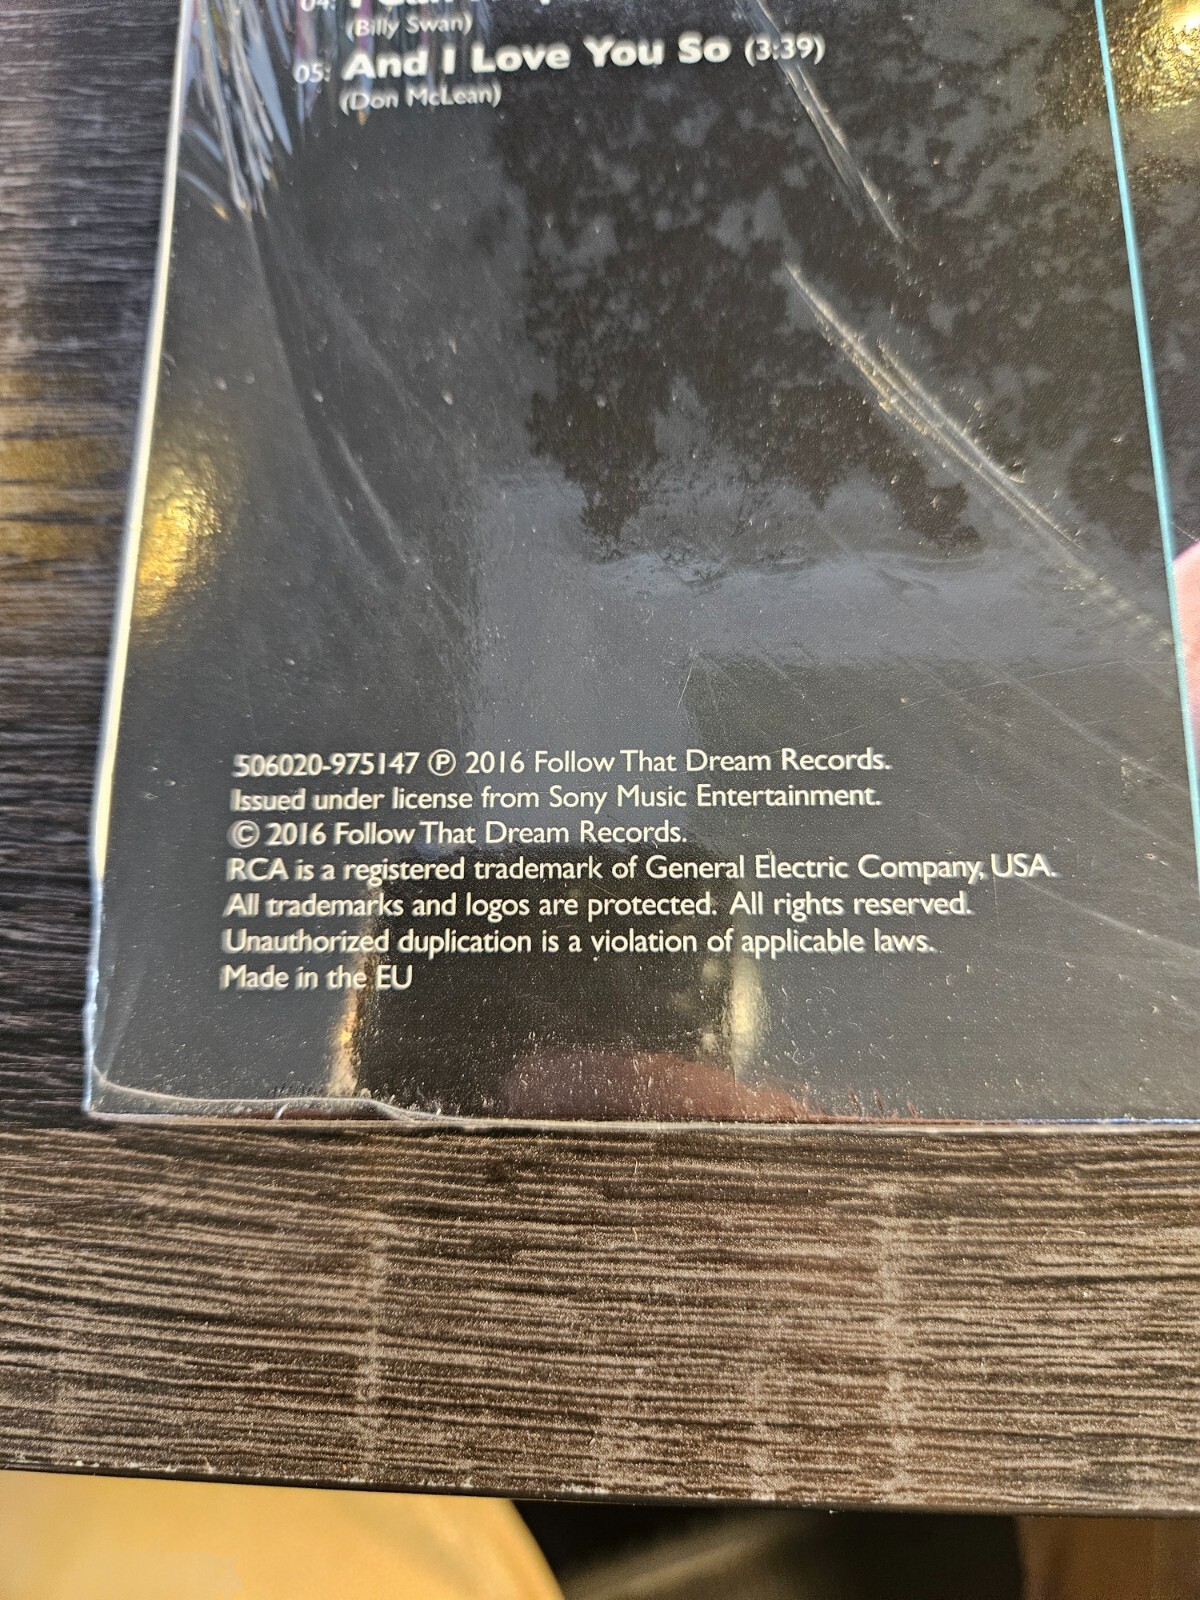 04: I Can
(Billy Swan)
05: And I Love You So (3:39)
(Don McLean)
506020-975147 ℗ 2016 Follow That Dream Records.
Issued under license from Sony Music Entertainment.
© 2016 Follow That Dream Records.
RCA is a registered trademark of General Electric Company, USA.
All trademarks and logos are protected. All rights reserved.
Unauthorized duplication is a violation of applicable laws.
Made in the EU